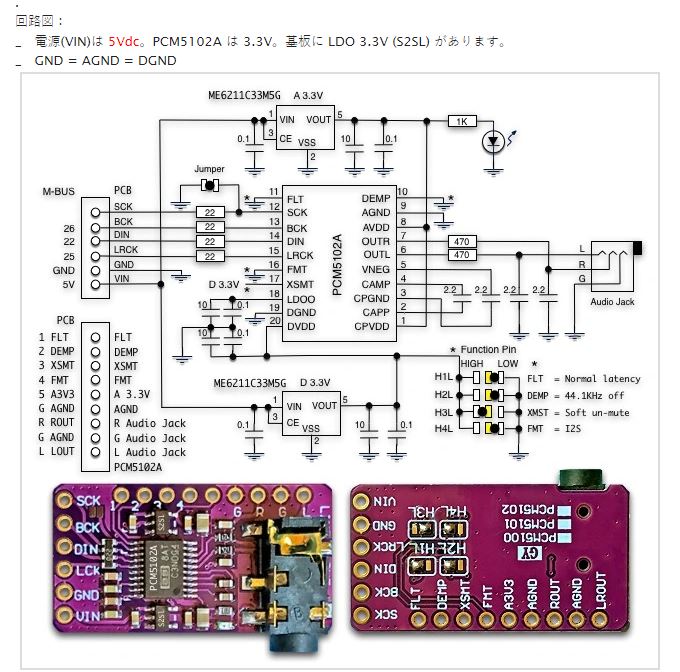 .
回路図：
_ 電源(VIN)は 5Vdc。PCM5102A は 3.3V。基板に LDO 3.3V (S2SL) があります。
_ GND = AGND = DGND
ME6211C33M5G A 3.3V
1 VIN VOUT 5
3 CE VSS
2
0.1
10
0.1
1K
Jumper
M-BUS
PCB
SCK
26 BCK
22 DIN
25 LRCK
GND GND
5V VIN
22
22
22
22
PCM5102A
* 11 FLT
12 SCK
13 BCK
14 DIN
15 LRCK
* 16 FMT
* 17 XSMT
18 LDOO
19 DGND
20 DVDD
DEMP 10 *
AGND 9
AVDD 8
OUTR 7
OUTL 6
VNEG 5
CAMP 4
CPGND 3
CAPP 2
CPVDD 1
470
470
2.2
2.2
2.2
2.2
L
R
G
Audio Jack
D 3.3V
10
0.1
10
0.1
PCB
1 FLT FLT
2 DEMP DEMP
3 XSMT XSMT
4 FMT FMT
5 A3V3 A 3.3V
G AGND AGND
R ROUT R Audio Jack
G AGND G Audio Jack
L LOUT L Audio Jack
PCM5102A
ME6211C33M5G D 3.3V
1 VIN VOUT 5
3 CE VSS
2
0.1
10
0.1
* Function Pin
HIGH LOW *
H1L FLT = Normal latency
H2L DEMP = 44.1KHz off
H3L XMST = Soft un-mute
H4L FMT = I2S
SCK
BCK
DIN
LCK
GND
VIN
1 2 3 4
G R G L
S2SL
PCM5102A
8AT
C3NDG4
S2SL
VIN
GND
LRCK
DIN
BCK
SCK
H3L H4L
H1L H2L
PCM5102
PCM5101
PCM5100
GY
FLT
DEMP
XSMT
FMT
A3V3
AGND
ROUT
AGND
LROUT